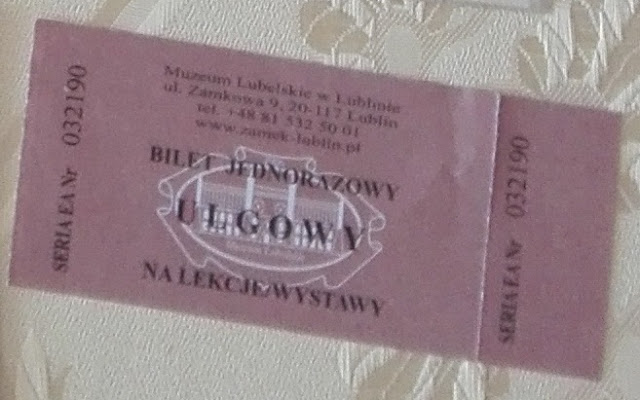 SERIA EA Nr 032190
Muzeum Lubelskie w Lublinie
ul. Zamkowa 9, 20-117 Lublin
tel. +48 81 532 50 01
www.zamek-lublin.pl
BILET JEDNORAZOWY
ULGOWY
NA LEKCJE/WYSTAWY
SERIA EA Nr 032190